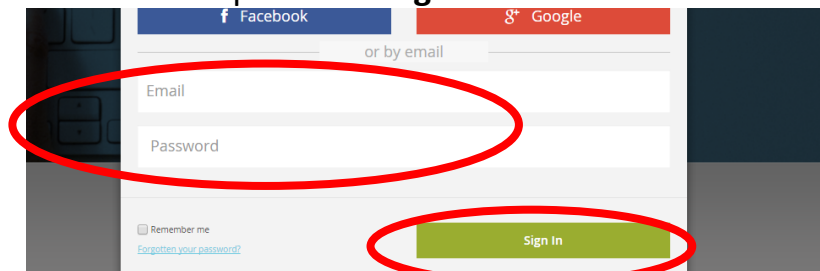 f Facebook
g+ Google
or by email
Email
Password
Remember me
Sign In
Forgotten your password?